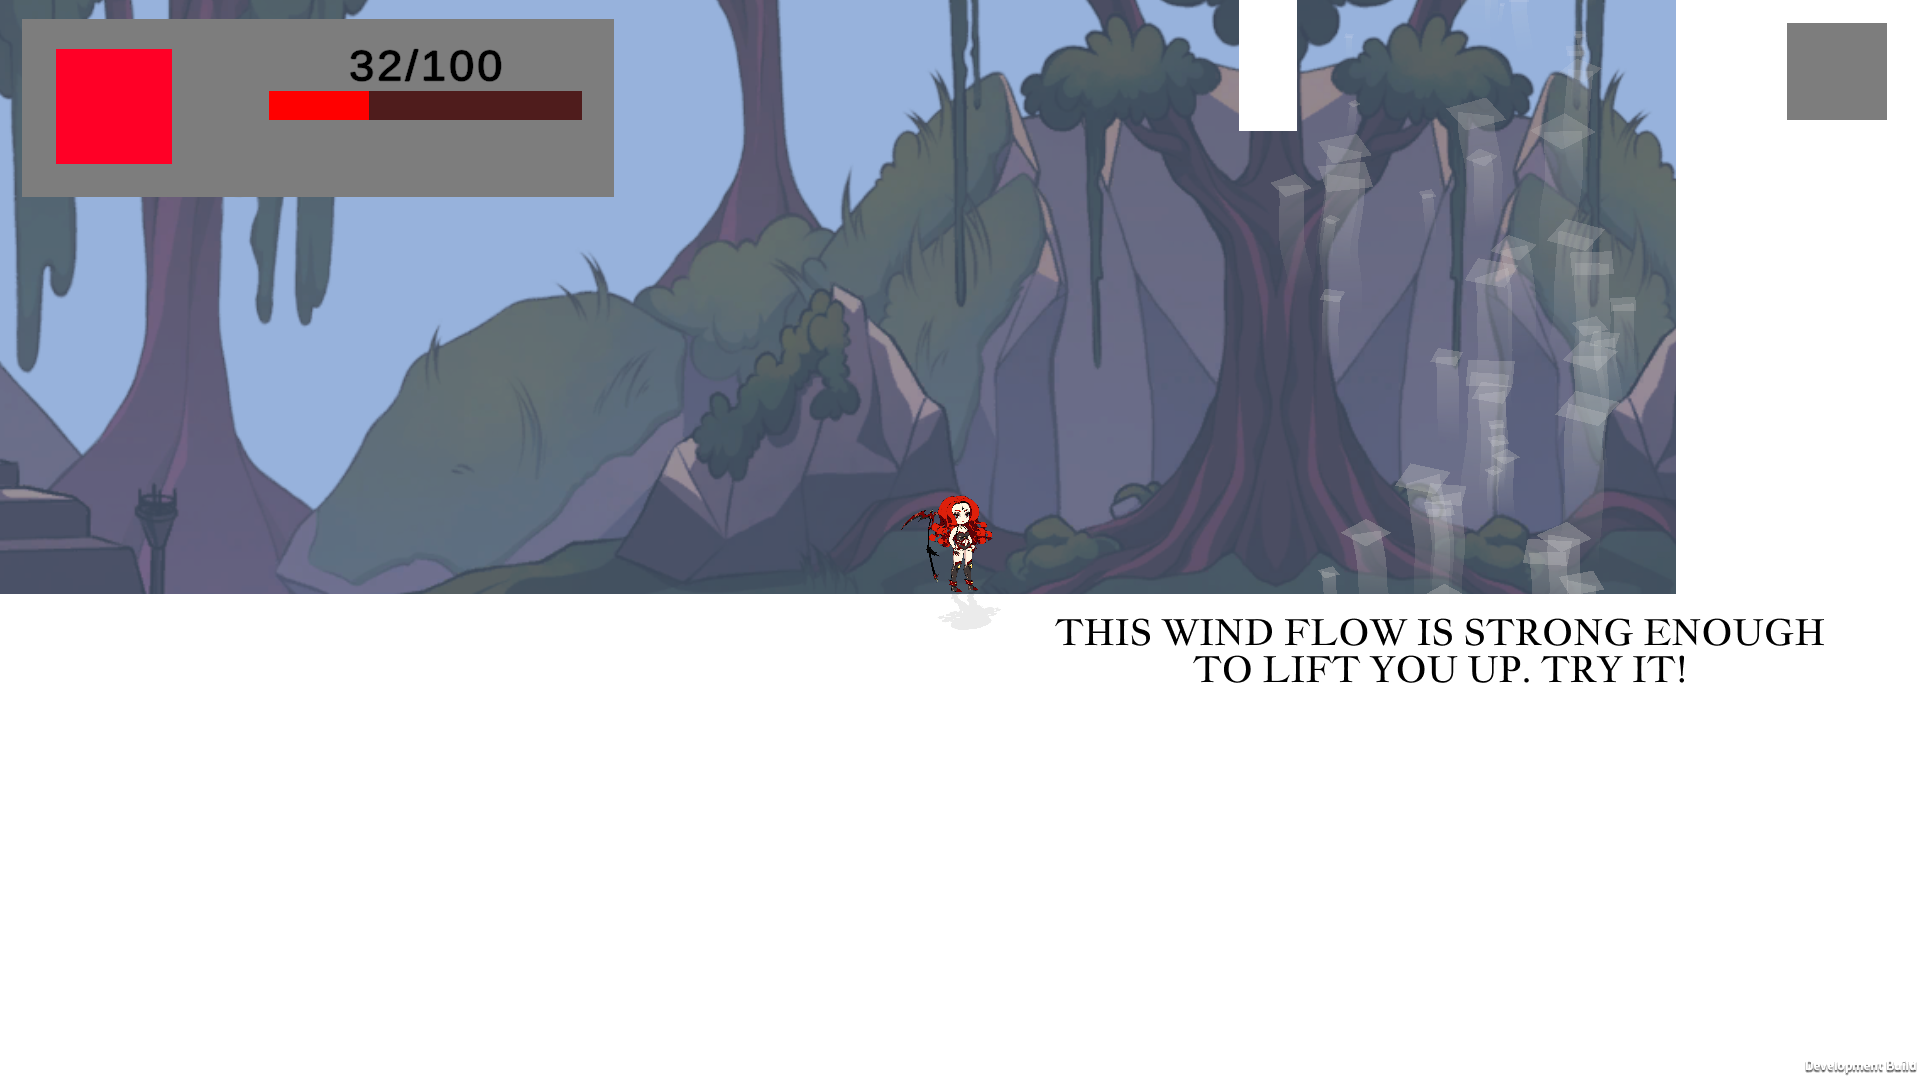 32/100
THIS WIND FLOW IS STRONG ENOUGH
TO LIFT YOU UP. TRY IT!
Development Build